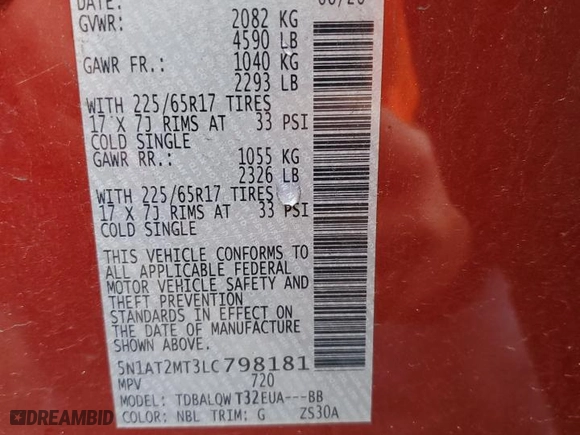 DATE:
GVWR: 2082 KG
4590 LB
GAWR FR.: 1040 KG
2293 LB
WITH 225/65R17 TIRES
17 X 7J RIMS AT 33 PSI
COLD SINGLE
GAWR RR.: 1055 KG
2326 LB
WITH 225/65R17 TIRES
17 X 7J RIMS AT 33 PSI
COLD SINGLE
THIS VEHICLE CONFORMS TO
ALL APPLICABLE FEDERAL
MOTOR VEHICLE SAFETY AND
THEFT PREVENTION
STANDARDS IN EFFECT ON
THE DATE OF MANUFACTURE
SHOWN ABOVE.
5N1AT2MT3LC798181
MPV 720
MODEL: TDBALQW T32EUA---BB
COLOR: NBL TRIM: G ZS30A
DREAMBID